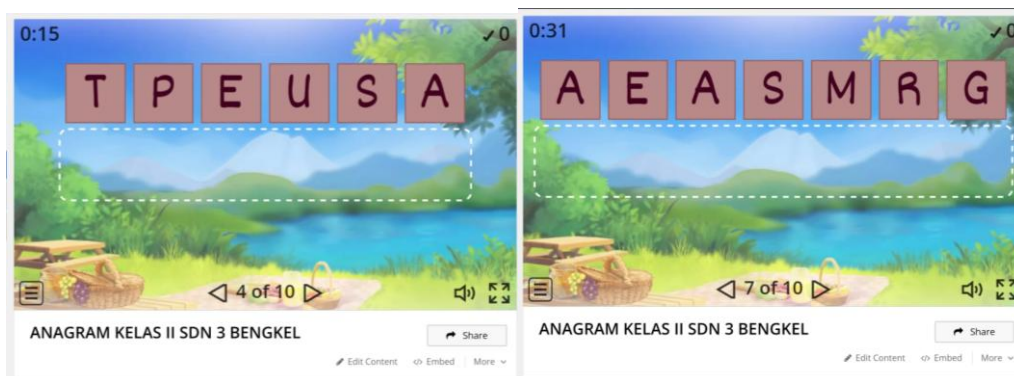 0:15
✓0
T P E U S A
4 of 10
ANAGRAM KELAS II SDN 3 BENGKEL
Share
Edit Content
Embed
More
0:31
✓0
A E A S M R G
7 of 10
ANAGRAM KELAS II SDN 3 BENGKEL
Share
Edit Content
Embed
More